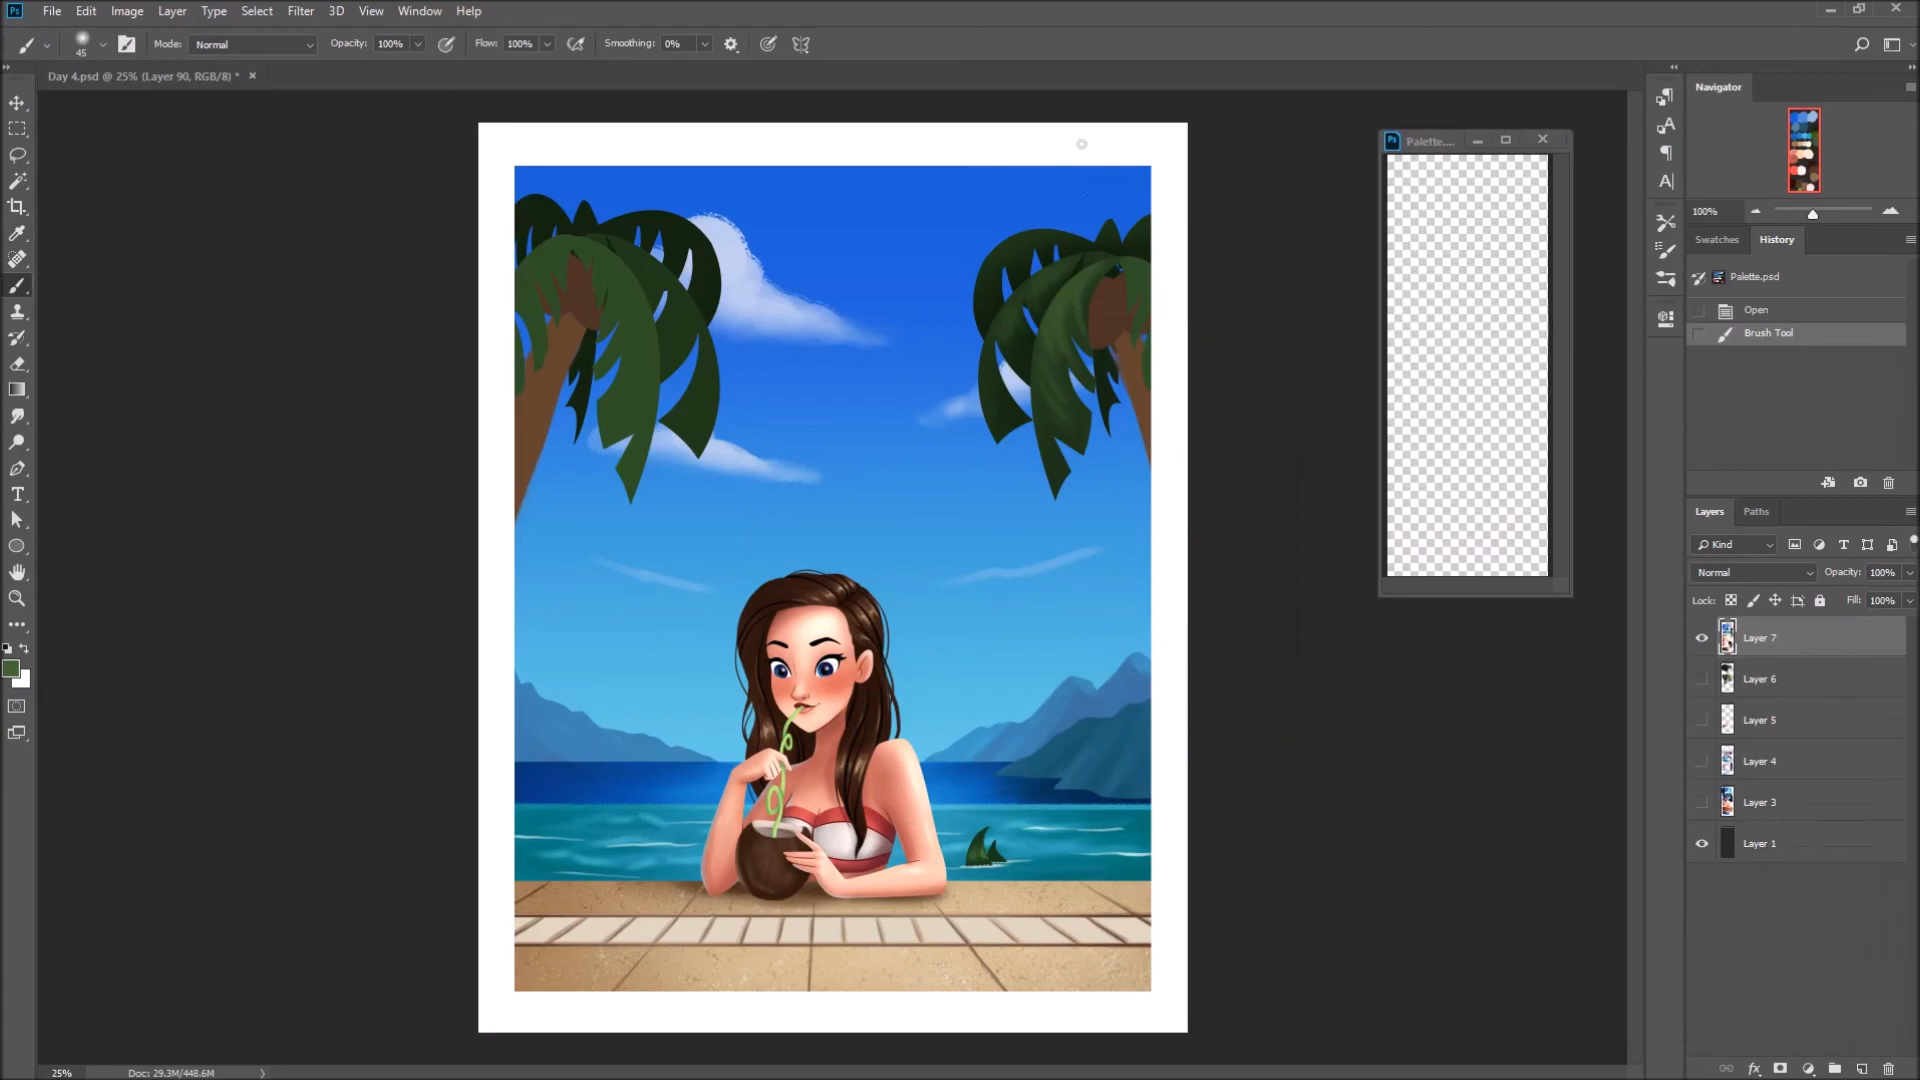 Ps File Edit Image Layer Type Select Filter 3D View Window Help
45 Mode: Normal Opacity: 100% Flow: 100% Smoothing: 0%
Day 4.psd @ 25% (Layer 90, RGB/8) *
Ps Palette....
Navigator
100%
Swatches History
Palette.psd
Open
Brush Tool
Layers Paths
Kind
Normal Opacity: 100%
Lock: Fill: 100%
Layer 7
Layer 6
Layer 5
Layer 4
Layer 3
Layer 1
25% Doc: 29.3M/448.6M